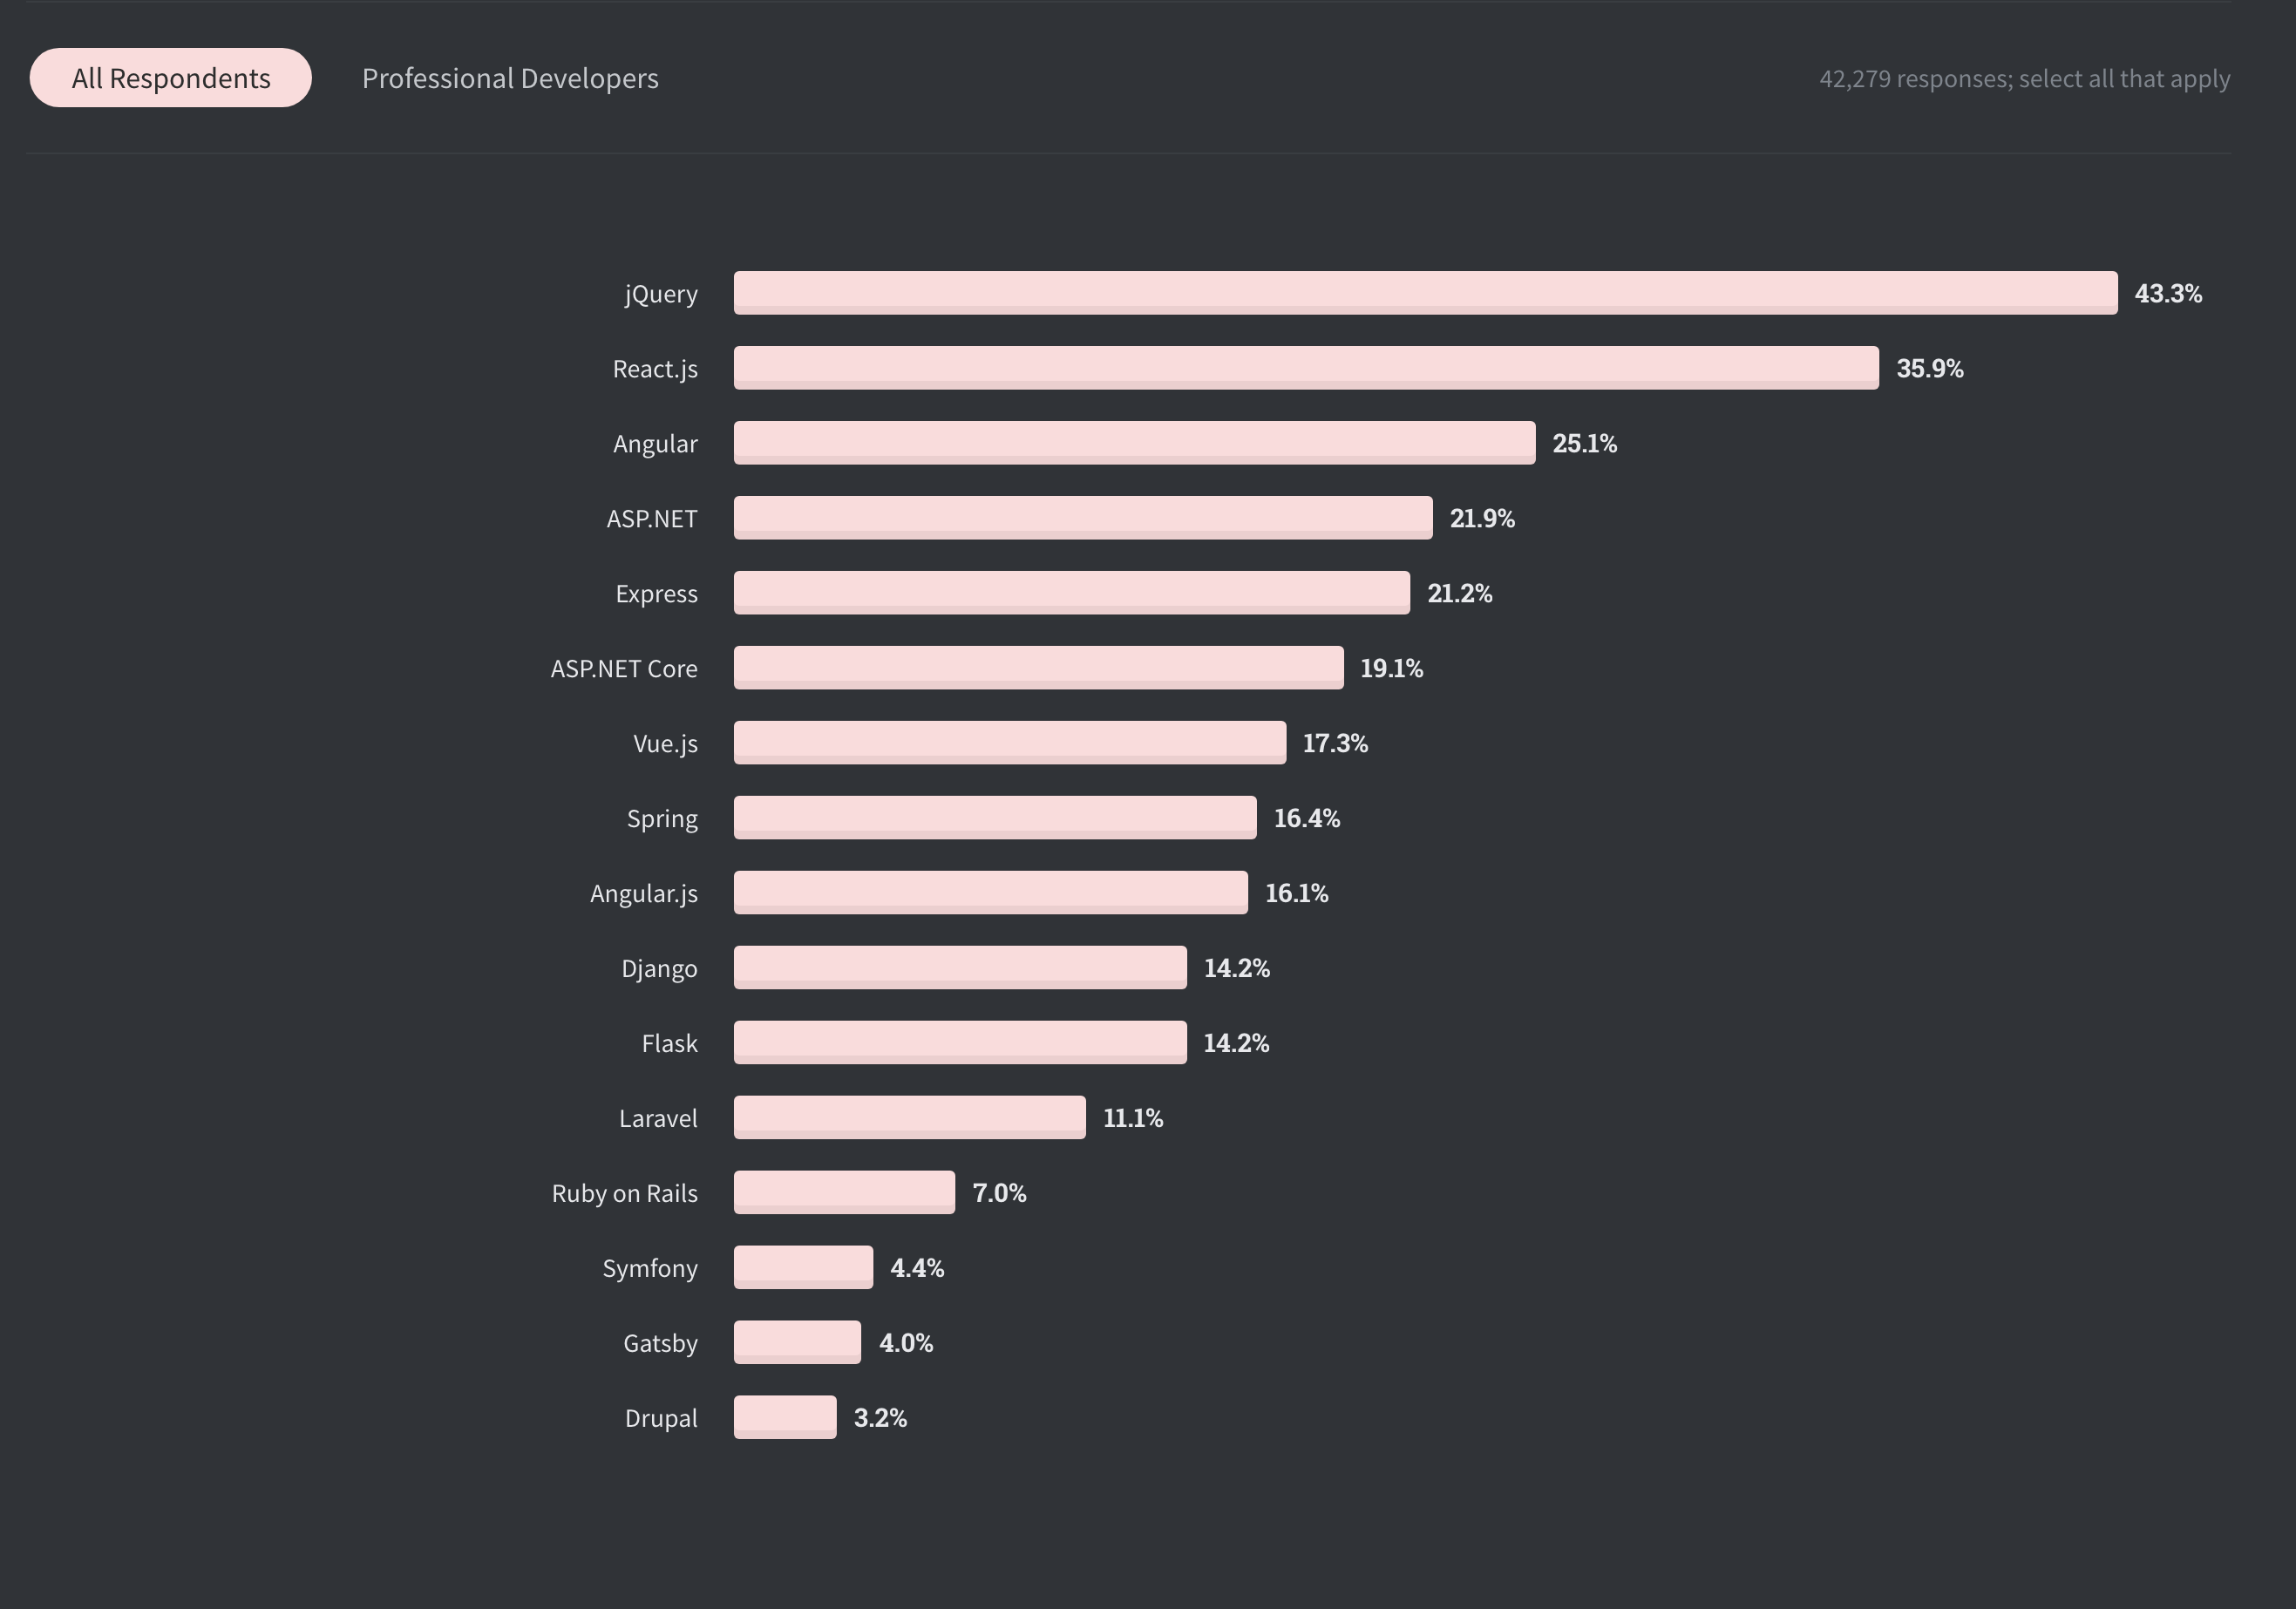 All Respondents Professional Developers 42,279 responses; select all that apply
jQuery 43.3%
React.js 35.9%
Angular 25.1%
ASP.NET 21.9%
Express 21.2%
ASP.NET Core 19.1%
Vue.js 17.3%
Spring 16.4%
Angular.js 16.1%
Django 14.2%
Flask 14.2%
Laravel 11.1%
Ruby on Rails 7.0%
Symfony 4.4%
Gatsby 4.0%
Drupal 3.2%